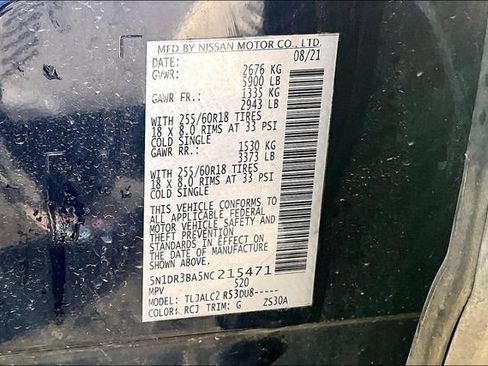 MFD BY NISSAN MOTOR CO., LTD.
DATE: 08/21
GVWR: 2676 KG
5900 LB
GAWR FR.: 1335 KG
2943 LB
WITH 255/60R18 TIRES
18 X 8.0 RIMS AT 33 PSI
COLD SINGLE
GAWR RR.: 1530 KG
3373 LB
WITH 255/60R18 TIRES
18 X 8.0 RIMS AT 33 PSI
COLD SINGLE
THIS VEHICLE CONFORMS TO
ALL APPLICABLE FEDERAL
MOTOR VEHICLE SAFETY AND
THEFT PREVENTION
STANDARDS IN EFFECT ON
THE DATE OF MANUFACTURE
SHOWN ABOVE.
5N1DR3BA5NC215471
MPV 520
MODEL: TLJALC2 R53DU8-----
COLOR: RCJ TRIM: G ZS30A